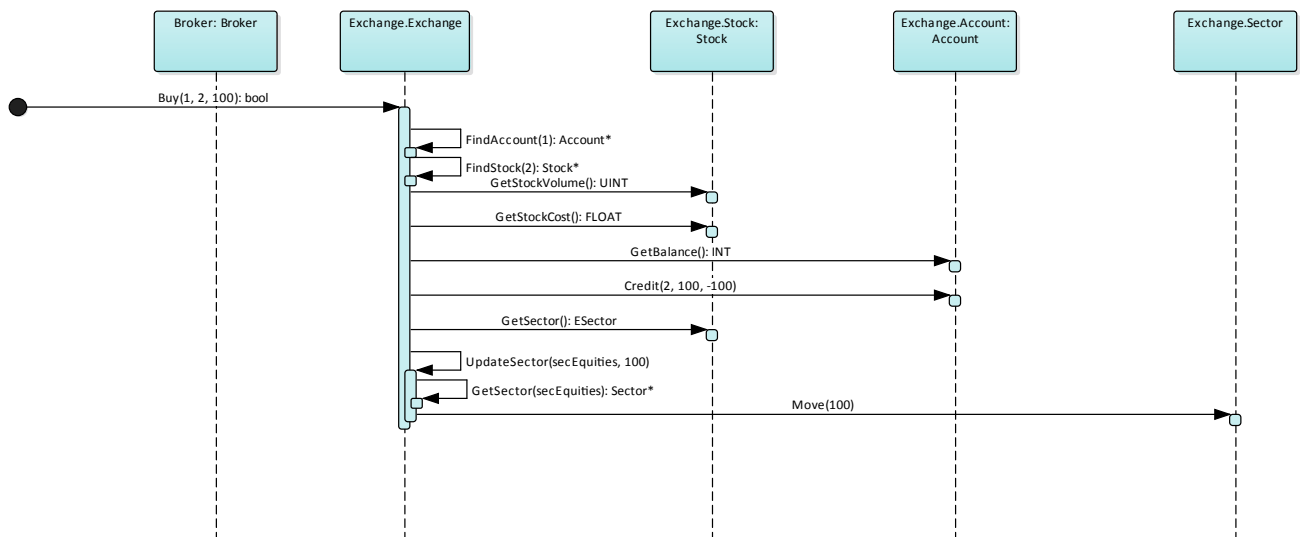 Broker: Broker
Exchange.Exchange
Exchange.Stock:
Stock
Exchange.Account:
Account
Exchange.Sector
Buy(1, 2, 100): bool
FindAccount(1): Account*
FindStock(2): Stock*
GetStockVolume(): UINT
GetStockCost(): FLOAT
GetBalance(): INT
Credit(2, 100, -100)
GetSector(): ESector
UpdateSector(secEquities, 100)
GetSector(secEquities): Sector*
Move(100)